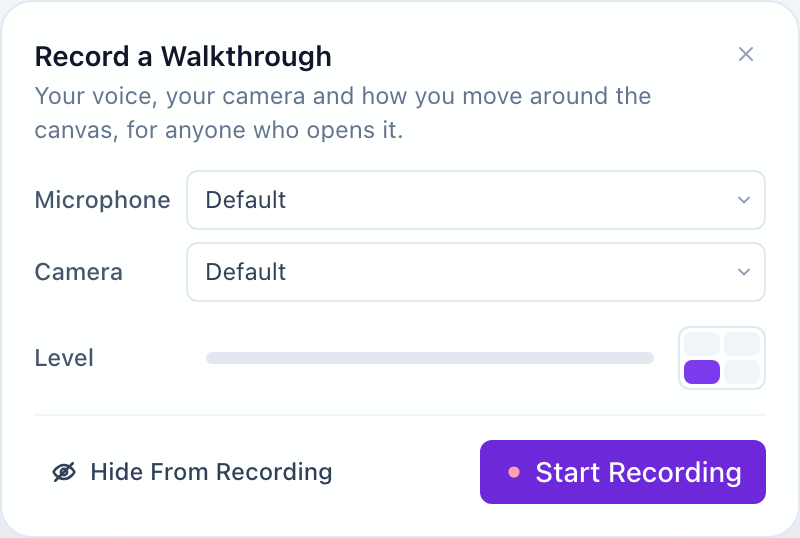 Record a Walkthrough
Your voice, your camera and how you move around the
canvas, for anyone who opens it.
Microphone Default
Camera Default
Level
Hide From Recording Start Recording